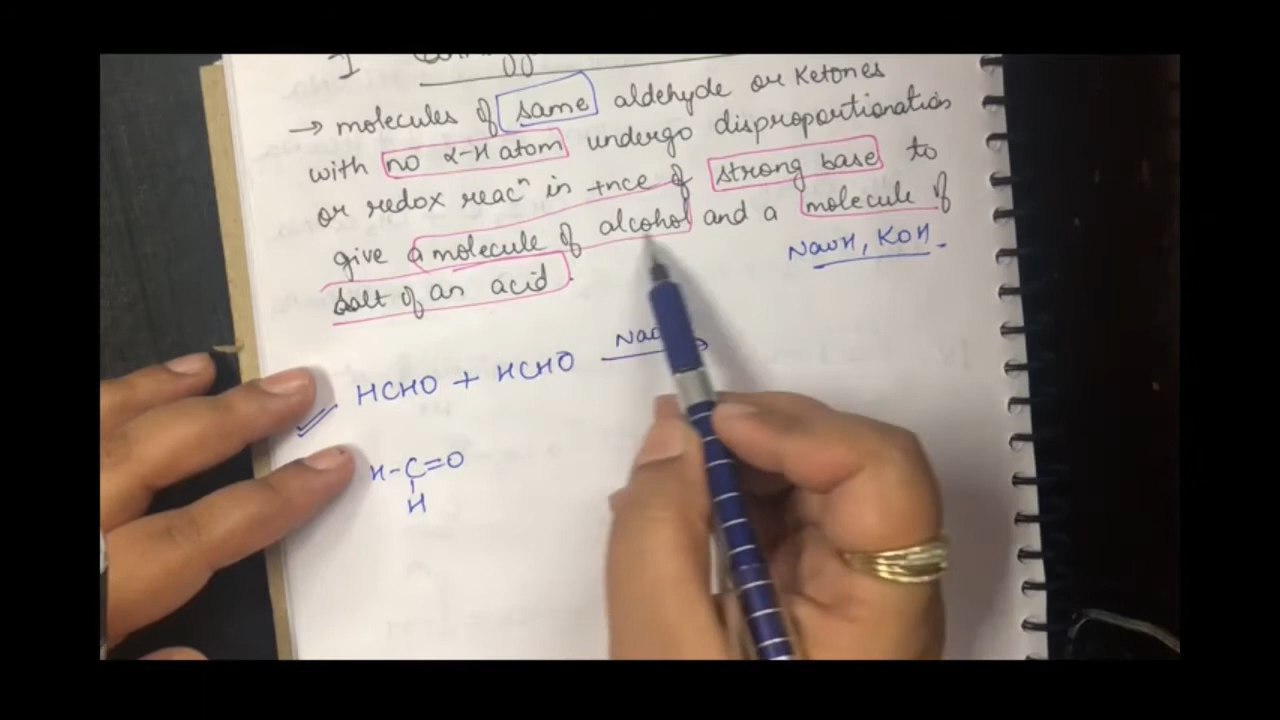 → molecules of same aldehyde or ketones
with no α-H atom undergo disproportionation
or redox reacⁿ in +nce of strong base to
give a molecule of alcohol and a molecule of
salt of an acid.
NaOH, KOH.
HCHO + HCHO
H-C=O
H